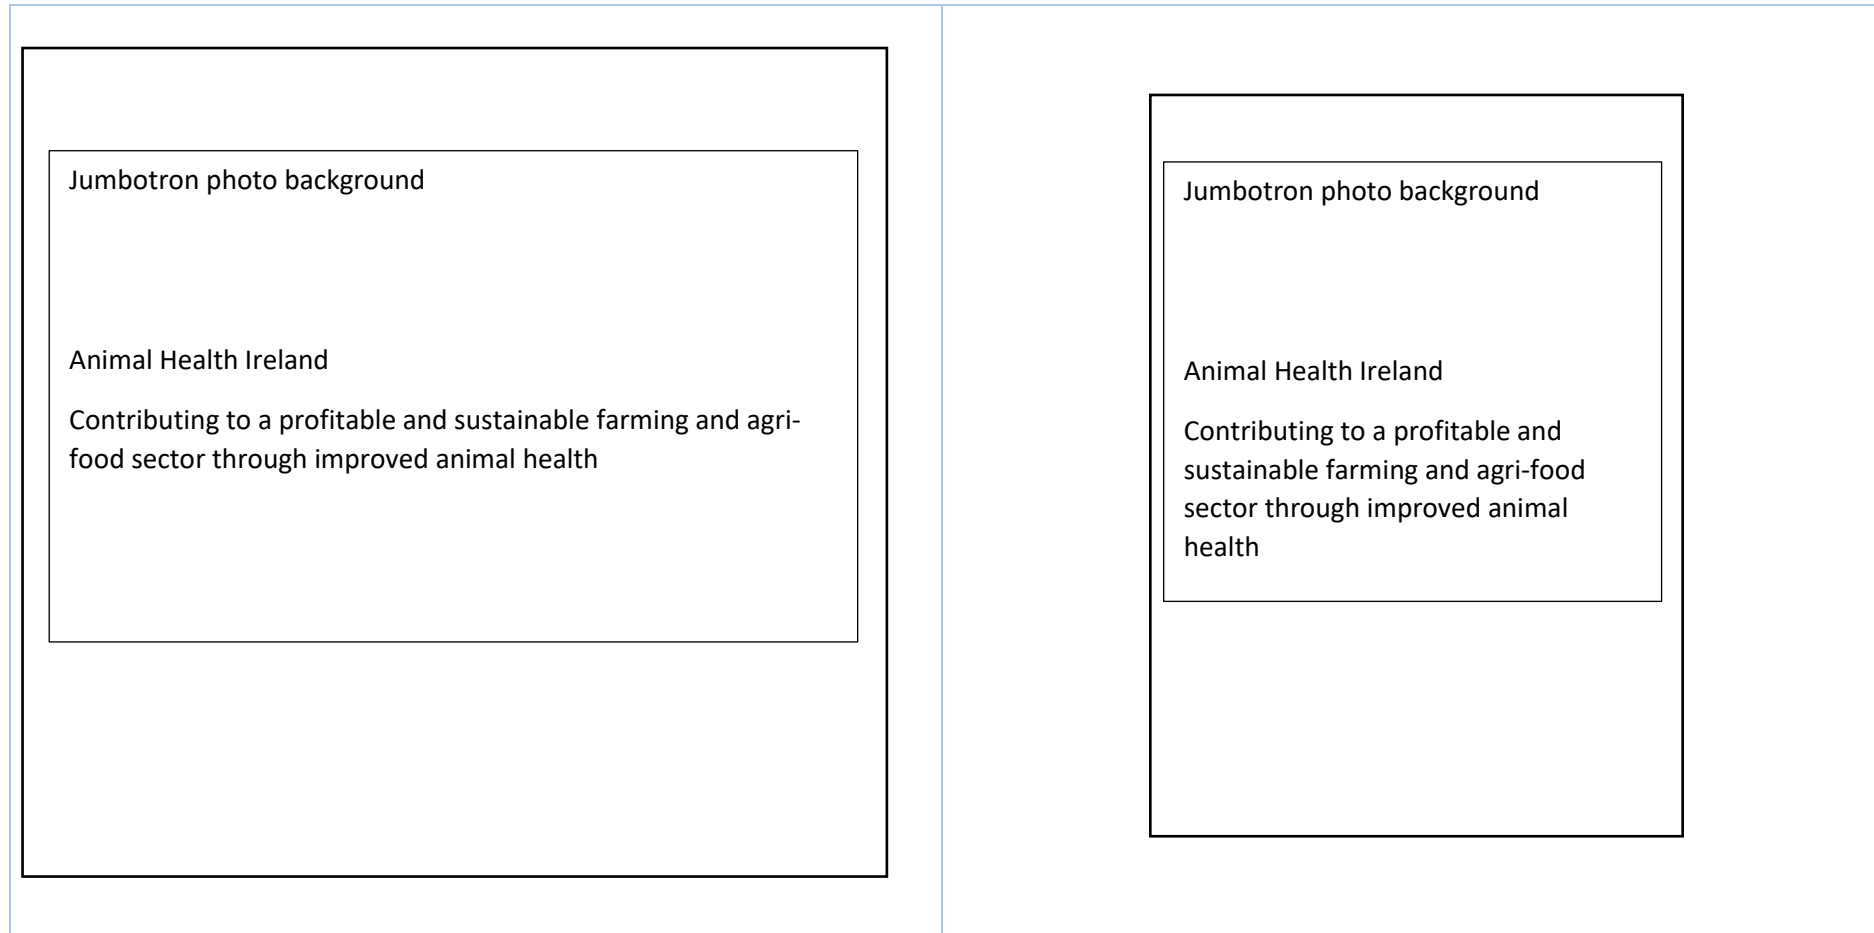 Jumbotron photo background
Animal Health Ireland
Contributing to a profitable and sustainable farming and agri-
food sector through improved animal health
Jumbotron photo background
Animal Health Ireland
Contributing to a profitable and
sustainable farming and agri-food
sector through improved animal
health